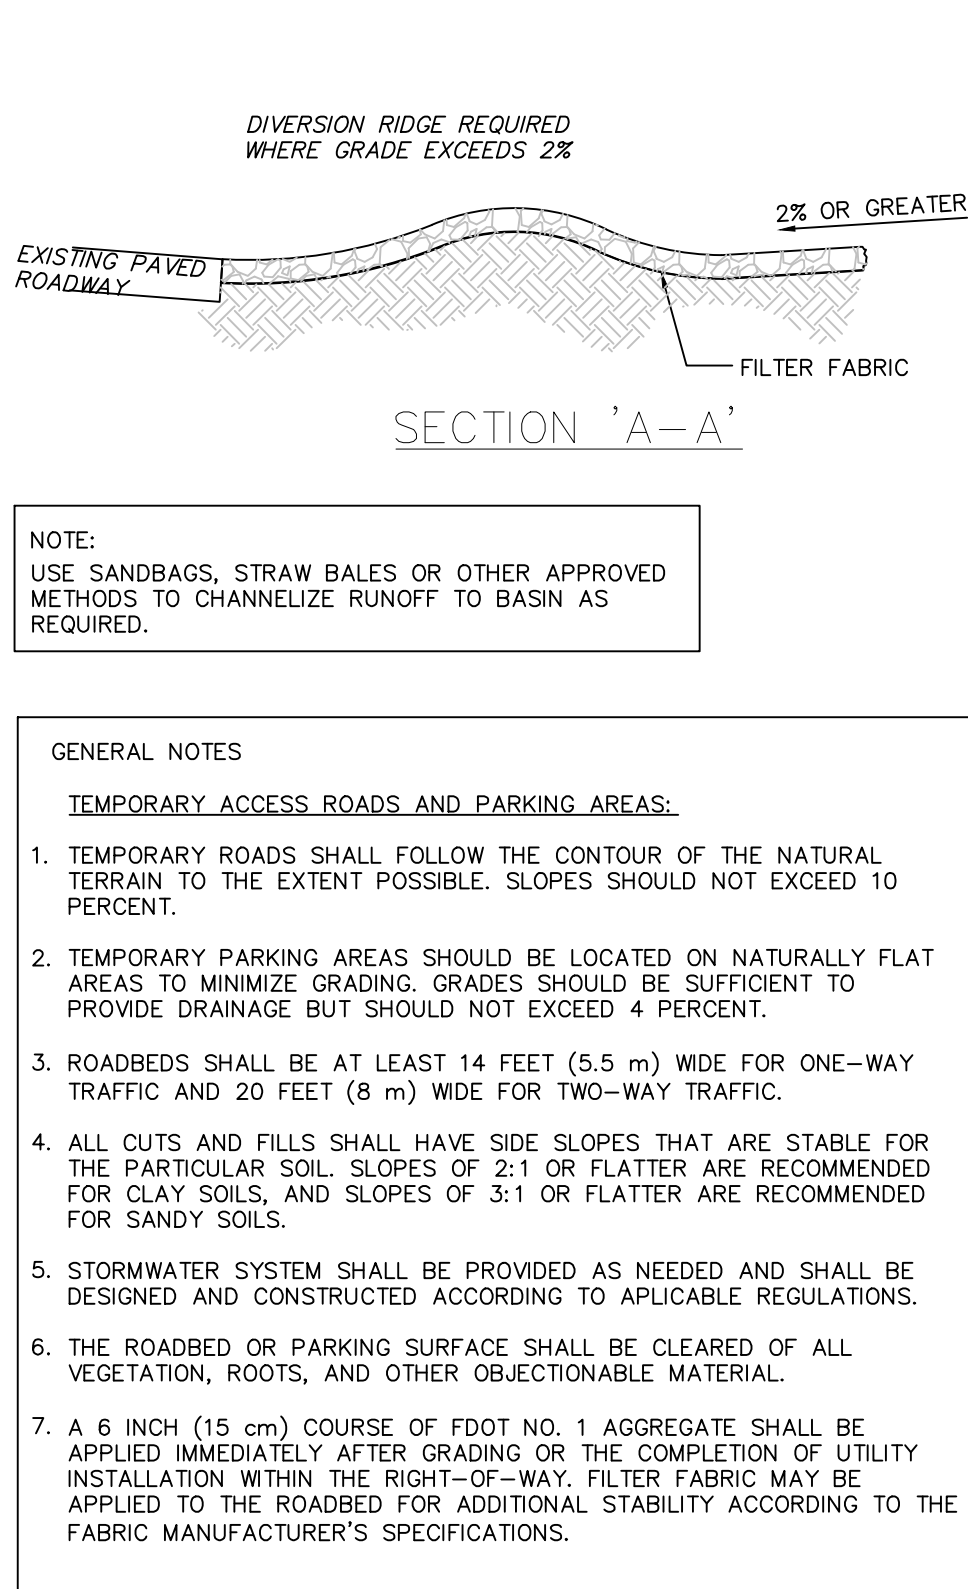 DIVERSION RIDGE REQUIRED
WHERE GRADE EXCEEDS 2%
2% OR GREATER
EXISTING PAVED
ROADWAY
FILTER FABRIC
SECTION 'A-A'
NOTE:
USE SANDBAGS, STRAW BALES OR OTHER APPROVED
METHODS TO CHANNELIZE RUNOFF TO BASIN AS
REQUIRED.
GENERAL NOTES
TEMPORARY ACCESS ROADS AND PARKING AREAS:
1. TEMPORARY ROADS SHALL FOLLOW THE CONTOUR OF THE NATURAL
TERRAIN TO THE EXTENT POSSIBLE. SLOPES SHOULD NOT EXCEED 10
PERCENT.
2. TEMPORARY PARKING AREAS SHOULD BE LOCATED ON NATURALLY FLAT
AREAS TO MINIMIZE GRADING. GRADES SHOULD BE SUFFICIENT TO
PROVIDE DRAINAGE BUT SHOULD NOT EXCEED 4 PERCENT.
3. ROADBEDS SHALL BE AT LEAST 14 FEET (5.5 m) WIDE FOR ONE-WAY
TRAFFIC AND 20 FEET (8 m) WIDE FOR TWO-WAY TRAFFIC.
4. ALL CUTS AND FILLS SHALL HAVE SIDE SLOPES THAT ARE STABLE FOR
THE PARTICULAR SOIL. SLOPES OF 2:1 OR FLATTER ARE RECOMMENDED
FOR CLAY SOILS, AND SLOPES OF 3:1 OR FLATTER ARE RECOMMENDED
FOR SANDY SOILS.
5. STORMWATER SYSTEM SHALL BE PROVIDED AS NEEDED AND SHALL BE
DESIGNED AND CONSTRUCTED ACCORDING TO APLICABLE REGULATIONS.
6. THE ROADBED OR PARKING SURFACE SHALL BE CLEARED OF ALL
VEGETATION, ROOTS, AND OTHER OBJECTIONABLE MATERIAL.
7. A 6 INCH (15 cm) COURSE OF FDOT NO. 1 AGGREGATE SHALL BE
APPLIED IMMEDIATELY AFTER GRADING OR THE COMPLETION OF UTILITY
INSTALLATION WITHIN THE RIGHT-OF-WAY. FILTER FABRIC MAY BE
APPLIED TO THE ROADBED FOR ADDITIONAL STABILITY ACCORDING TO THE
FABRIC MANUFACTURER'S SPECIFICATIONS.